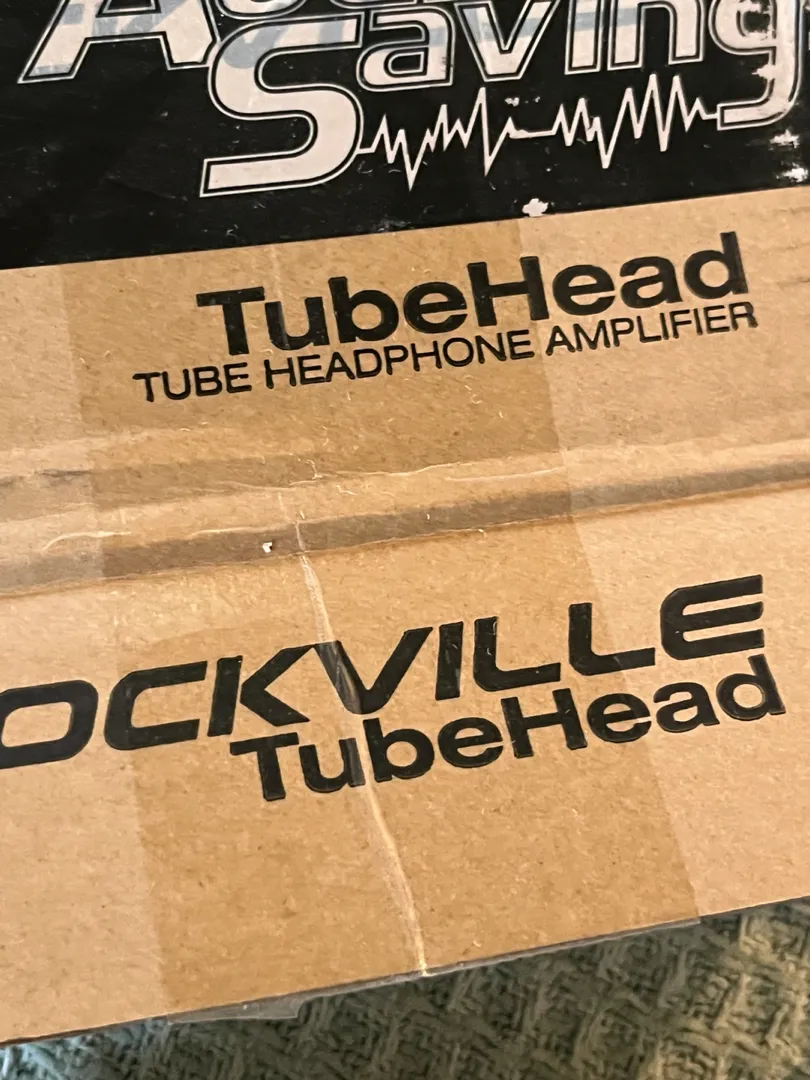 Saving
TubeHead
TUBE HEADPHONE AMPLIFIER
OCKVILLE
TubeHead